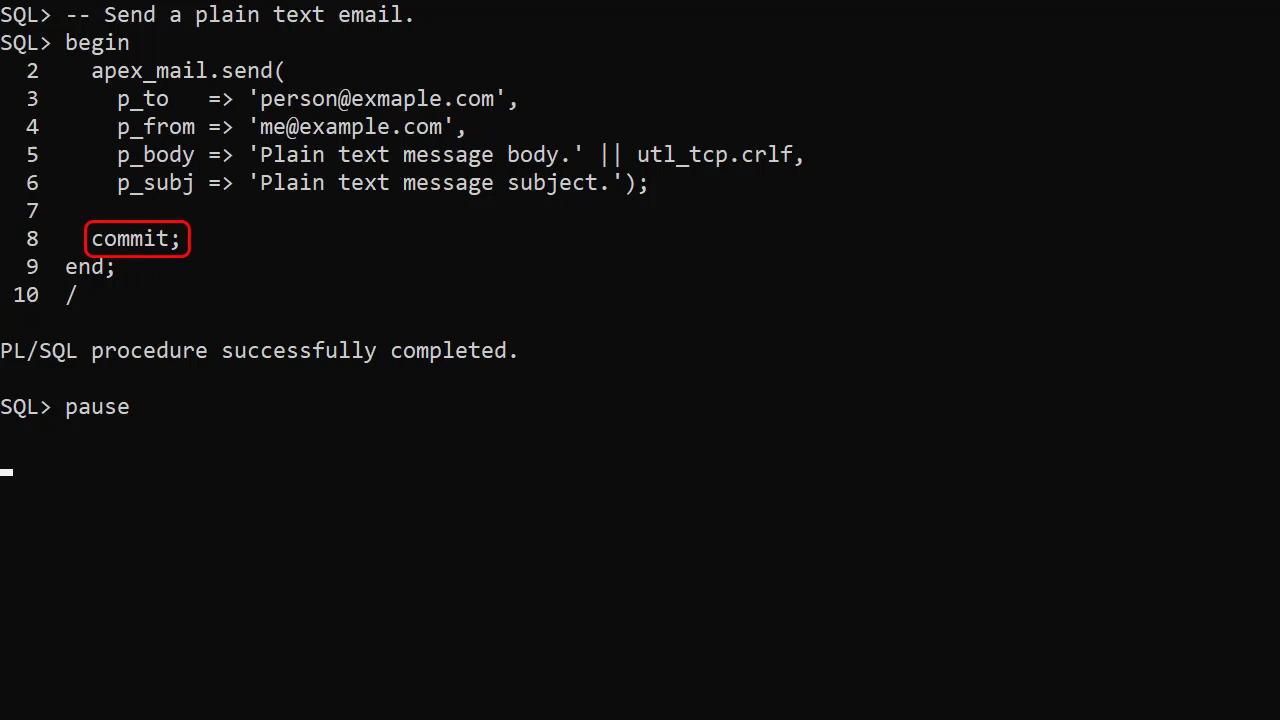 SQL> -- Send a plain text email.
SQL> begin
  2    apex_mail.send(
  3      p_to   => 'person@exmaple.com',
  4      p_from => 'me@example.com',
  5      p_body => 'Plain text message body.' || utl_tcp.crlf,
  6      p_subj => 'Plain text message subject.');
  7
  8    commit;
  9  end;
 10  /
PL/SQL procedure successfully completed.
SQL> pause